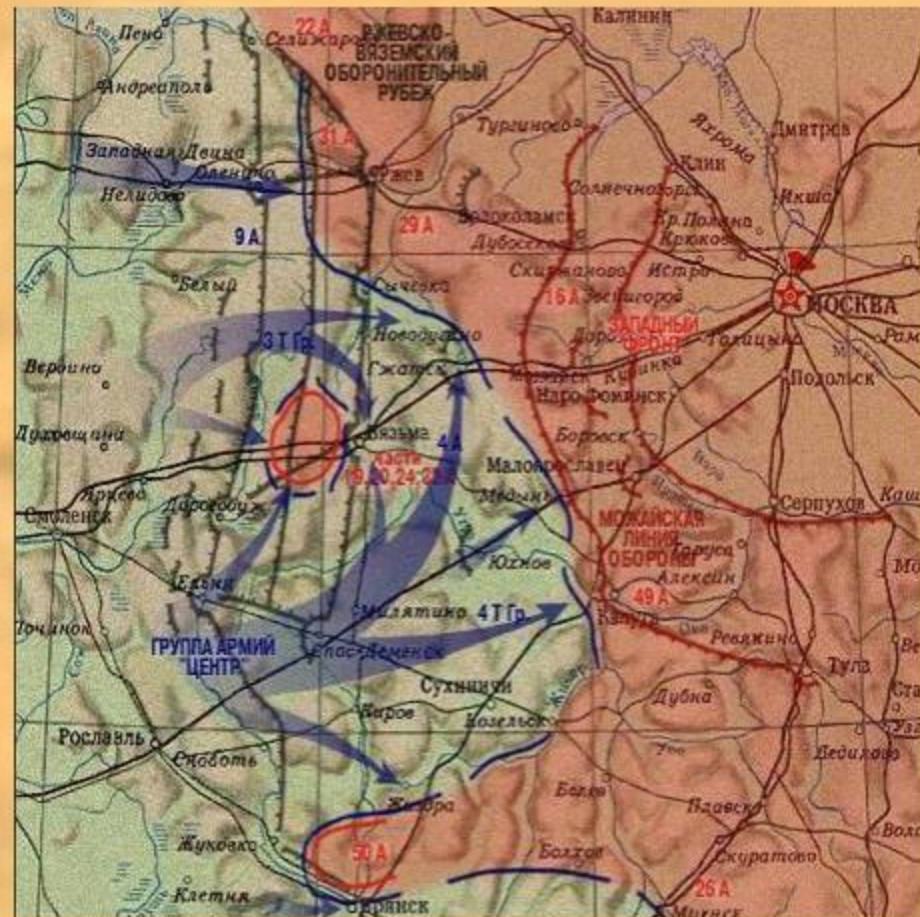 22 А
РЖЕВСКО-
ВЯЗЕМСКИЙ
ОБОРОНИТЕЛЬНЫЙ
РУБЕЖ
Калинин
Пено
Андреаполь
31 А
Тургиново
Яхрома
Дмитров
Западная Двина
Оленино
Нелидово
Ржев
Клин
Солнечногорск
Икша
9 А
29 А
Волоколамск
Кр.Поляна
Крюково
Дубосеково
Белый
Сычевка
Скирманово
Истра
16 А
Звенигород
МОСКВА
3 Т Гр.
Новодугино
ЗАПАДНЫЙ
ФРОНТ
Голицыно
Гжатск
Кубинка
Подольск
Наро-Фоминск
Вязьма
4 А
Боровск
Духовщина
Малоярославец
Ярцево
Дорогобуж
Медынь
Смоленск
Серпухов
МОЖАЙСКАЯ
ЛИНИЯ
ОБОРОНЫ
Таруса
Юхнов
Алексин
Ельня
49 А
Милятино
4 Т Гр.
Калуга
Ока
Починок
ГРУППА АРМИЙ
"ЦЕНТР"
Спас-Деменск
Ревякино
Тула
Сухиничи
Дубна
Киров
Козельск
Рославль
Дедилово
Жиздра
Белев
Плавск
Жуковка
50 А
Болхов
Скуратово
Клетня
26 А
Брянск
Мценск